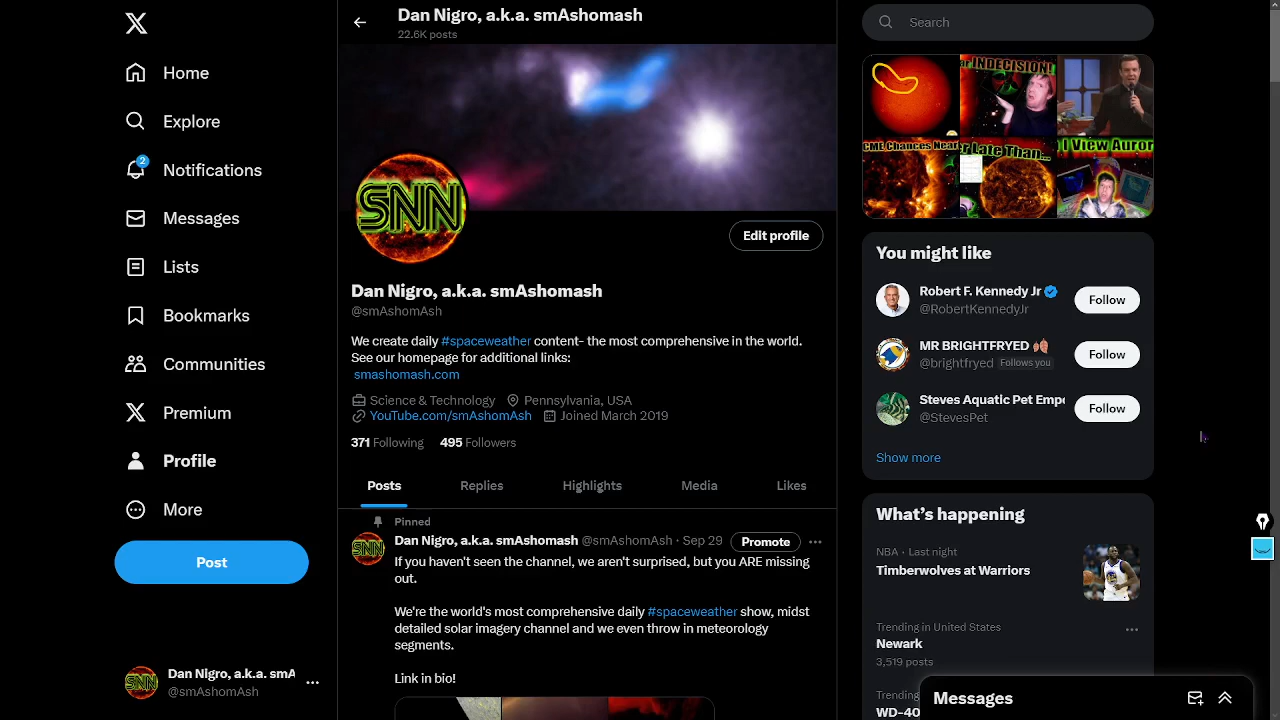 Dan Nigro, a.k.a. smAshomash
22.6K posts
Search
Home
Explore
2
Notifications
Messages
Lists
Bookmarks
Communities
Premium
Profile
More
Post
Dan Nigro, a.k.a. smA
@smAshomAsh
SNN
Edit profile
Dan Nigro, a.k.a. smAshomash
@smAshomAsh
We create daily #spaceweather content- the most comprehensive in the world.
See our homepage for additional links:
smashomash.com
Science & Technology Pennsylvania, USA
YouTube.com/smAshomAsh Joined March 2019
371 Following 495 Followers
Posts Replies Highlights Media Likes
Pinned
SNN
Dan Nigro, a.k.a. smAshomash @smAshomAsh · Sep 29 Promote
If you haven't seen the channel, we aren't surprised, but you ARE missing
out.
We're the world's most comprehensive daily #spaceweather show, midst
detailed solar imagery channel and we even throw in meteorology
segments.
Link in bio!
INDECISION!
CME Chances Near
Late Than...
I View Auror
You might like
Robert F. Kennedy Jr
@RobertKennedyJr
Follow
MR BRIGHTFRYED
@brightfryed Follows you
Follow
Steves Aquatic Pet Empo
@StevesPet
Follow
Show more
What's happening
NBA · Last night
Timberwolves at Warriors
Trending in United States
Newark
3,519 posts
Trending
WD-40
Messages
SNN